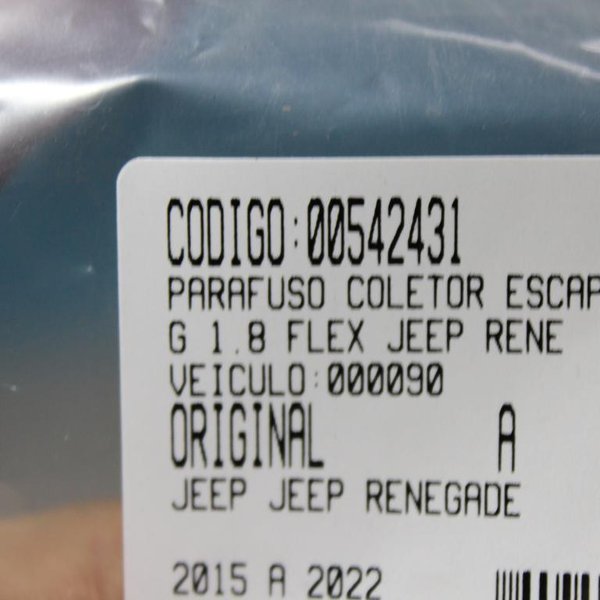 CODIGO:00542431
PARAFUSO COLETOR ESCAP
G 1.8 FLEX JEEP RENE
VEICULO:000090
ORIGINAL A
JEEP JEEP RENEGADE
2015 A 2022